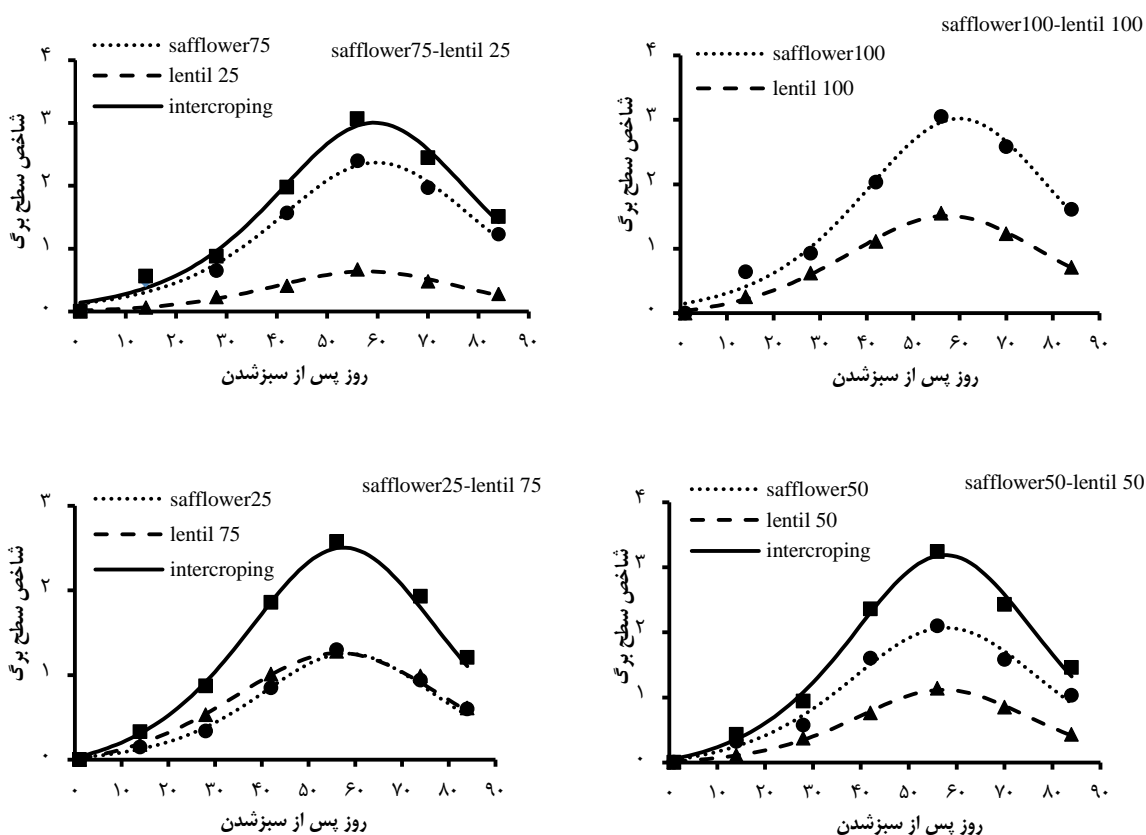 safflower75-lentil 25
safflower75
lentil 25
intercroping
شاخص سطح برگ
۴
۳
۲
۱
۰
۰ ۱۰ ۲۰ ۳۰ ۴۰ ۵۰ ۶۰ ۷۰ ۸۰ ۹۰
روز پس از سبزشدن
safflower100-lentil 100
safflower100
lentil 100
شاخص سطح برگ
۴
۳
۲
۱
۰
۰ ۱۰ ۲۰ ۳۰ ۴۰ ۵۰ ۶۰ ۷۰ ۸۰ ۹۰
روز پس از سبزشدن
safflower25-lentil 75
safflower25
lentil 75
intercroping
شاخص سطح برگ
۳
۲
۱
۰
۰ ۱۰ ۲۰ ۳۰ ۴۰ ۵۰ ۶۰ ۷۰ ۸۰ ۹۰
روز پس از سبزشدن
safflower50-lentil 50
safflower50
lentil 50
intercroping
شاخص سطح برگ
۴
۳
۲
۱
۰
۰ ۱۰ ۲۰ ۳۰ ۴۰ ۵۰ ۶۰ ۷۰ ۸۰ ۹۰
روز پس از سبزشدن